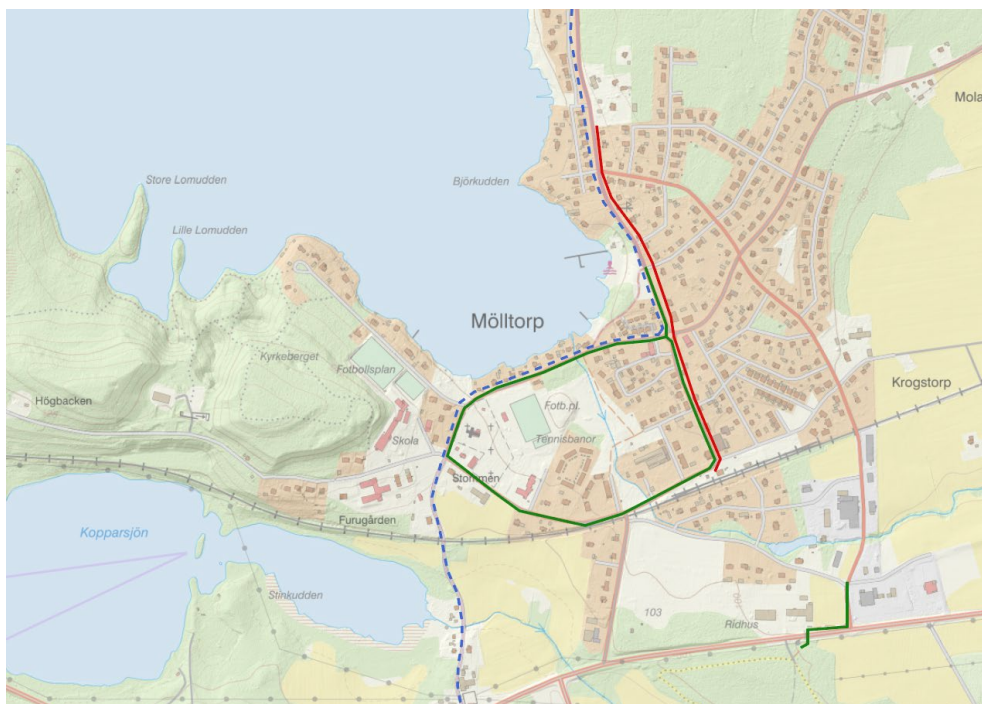 Mola
Store Lomudden
Björkudden
Lille Lomudden
Mölltorp
Kyrkeberget
Fotbollsplan
Krogstorp
Högbacken
Fotb.pl.
Skola
Tennisbanor
Stommen
Furugården
Kopparsjön
Stinkudden
103
100
Ridhus